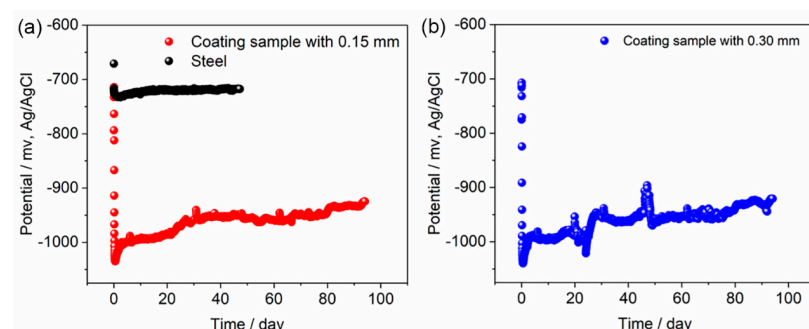 (a)
Coating sample with 0.15 mm
Steel
-600
-700
-800
-900
-1000
Potential / mv, Ag/AgCl
0 20 40 60 80 100
Time / day
(b)
Coating sample with 0.30 mm
-600
-700
-800
-900
-1000
Potential / mv, Ag/AgCl
0 20 40 60 80 100
Time / day